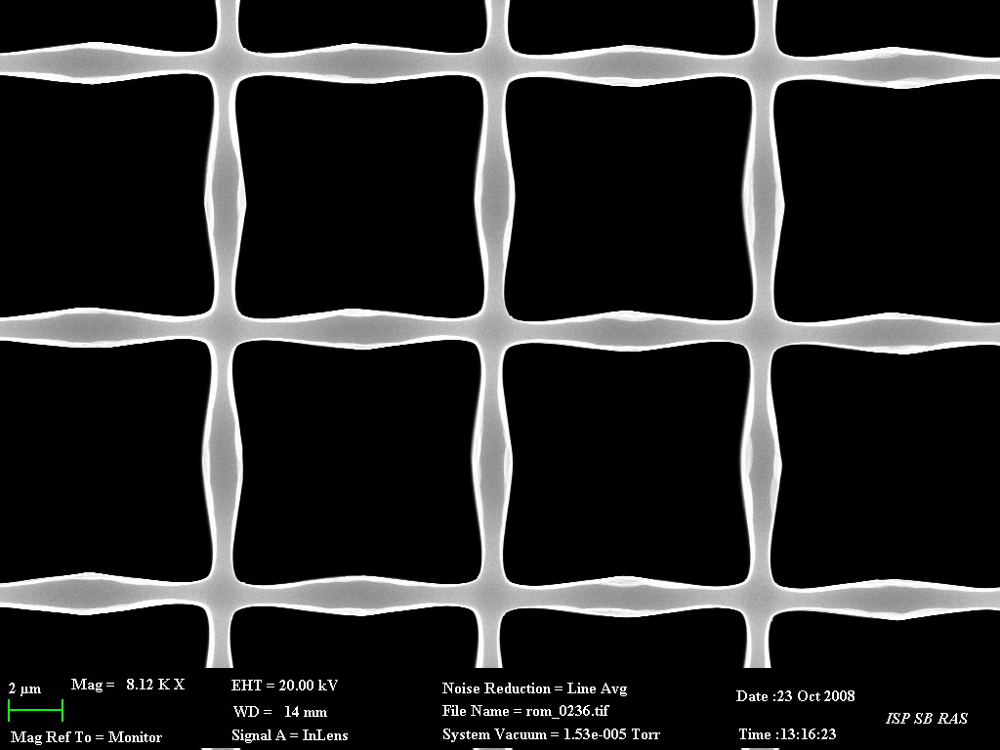 2 µm
Mag = 8.12 K X
EHT = 20.00 kV
Noise Reduction = Line Avg
Date :23 Oct 2008
WD = 14 mm
File Name = rom_0236.tif
ISP SB RAS
Mag Ref To = Monitor
Signal A = InLens
System Vacuum = 1.53e-005 Torr
Time :13:16:23